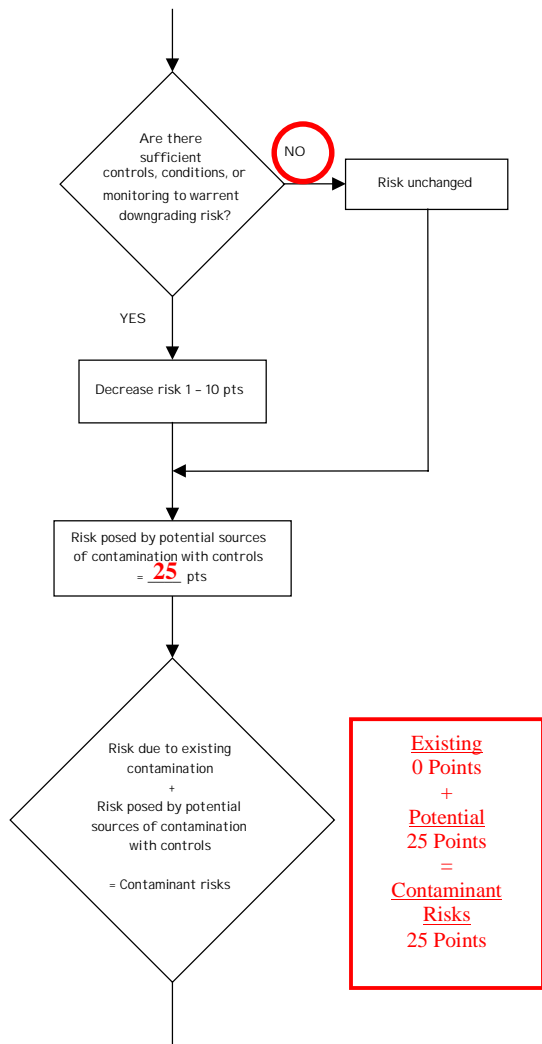 Are there
sufficient
controls, conditions, or
monitoring to warrent
downgrading risk?
NO
Risk unchanged
YES
Decrease risk 1 – 10 pts
Risk posed by potential sources
of contamination with controls
= 25 pts
Risk due to existing
contamination
+
Risk posed by potential
sources of contamination
with controls
= Contaminant risks
Existing
0 Points
+
Potential
25 Points
=
Contaminant
Risks
25 Points